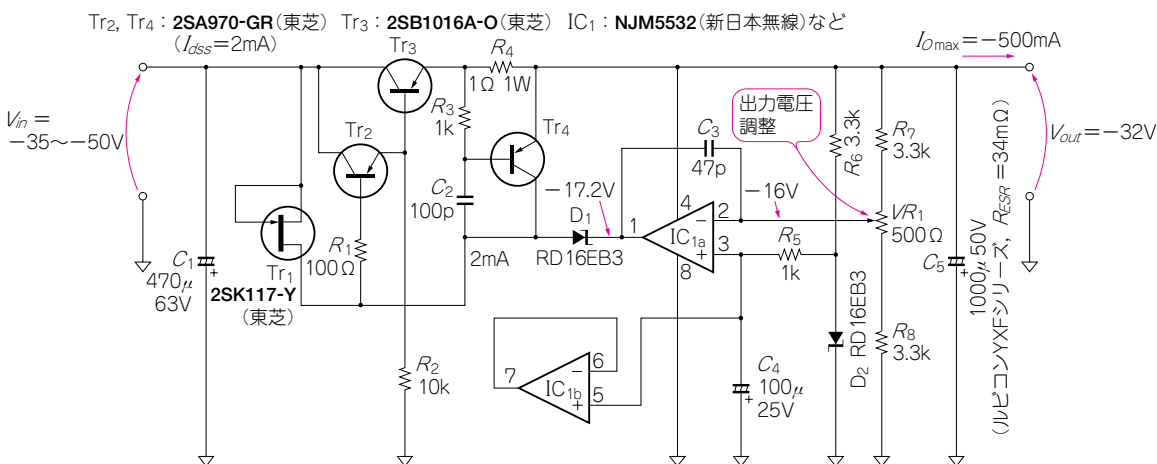 Tr2, Tr4：2SA970-GR（東芝） Tr3：2SB1016A-O（東芝） IC1：NJM5532（新日本無線）など
（Idss＝2mA）
Tr3
R4
1Ω 1W
IOmax＝−500mA
Vin＝
−35〜−50V
R3
1k
Tr2
Tr4
出力電圧
調整
C3
47p
R6 3.3k
R7
3.3k
Vout＝−32V
C2
100p
−17.2V
−16V
4
2
1
IC1a
−
+
3
8
D1
RD16EB3
2mA
R5
1k
VR1
500Ω
C1
470μ
63V
+
Tr1
2SK117-Y
（東芝）
R1
100Ω
R2
10k
7
IC1b
6
−
5
+
C4
100μ
25V
+
D2 RD16EB3
R8
3.3k
C5
+
1000μ 50V
（ルビコンYXFシリーズ，RESR＝34mΩ）